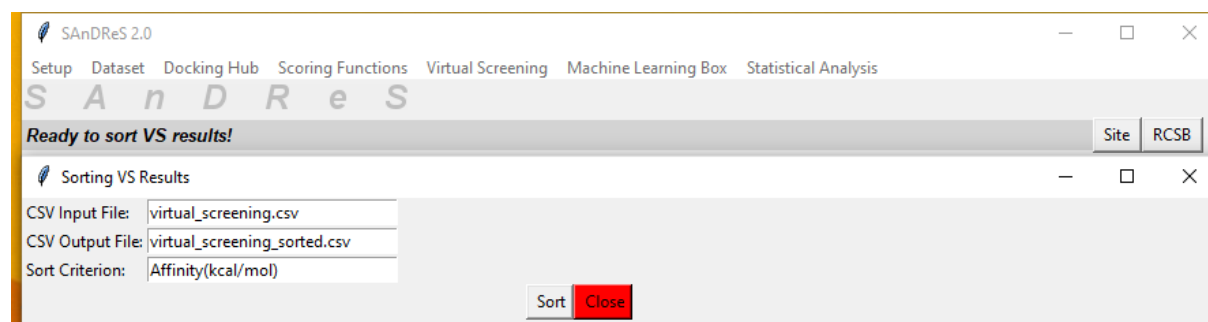 SAnDReS 2.0
Setup Dataset Docking Hub Scoring Functions Virtual Screening Machine Learning Box Statistical Analysis
S A n D R e S
Ready to sort VS results! Site RCSB
Sorting VS Results
CSV Input File: virtual_screening.csv
CSV Output File: virtual_screening_sorted.csv
Sort Criterion: Affinity(kcal/mol)
Sort Close